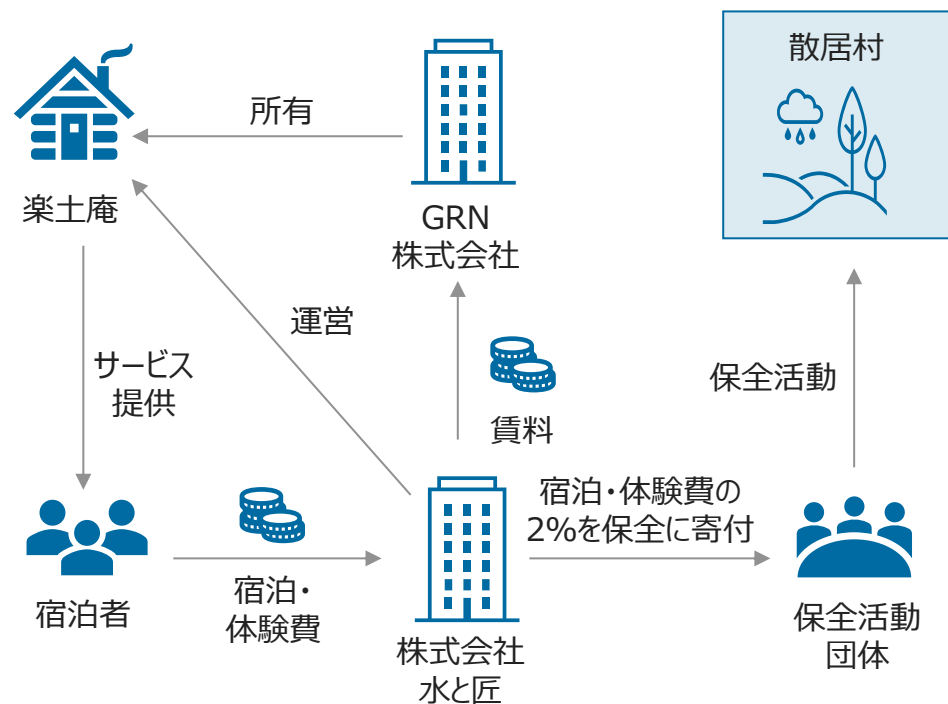 散居村
所有
楽土庵
GRN
株式会社
運営
サービス
提供
賃料
保全活動
宿泊・体験費の
2%を保全に寄付
宿泊者
宿泊・
体験費
株式会社
水と匠
保全活動
団体